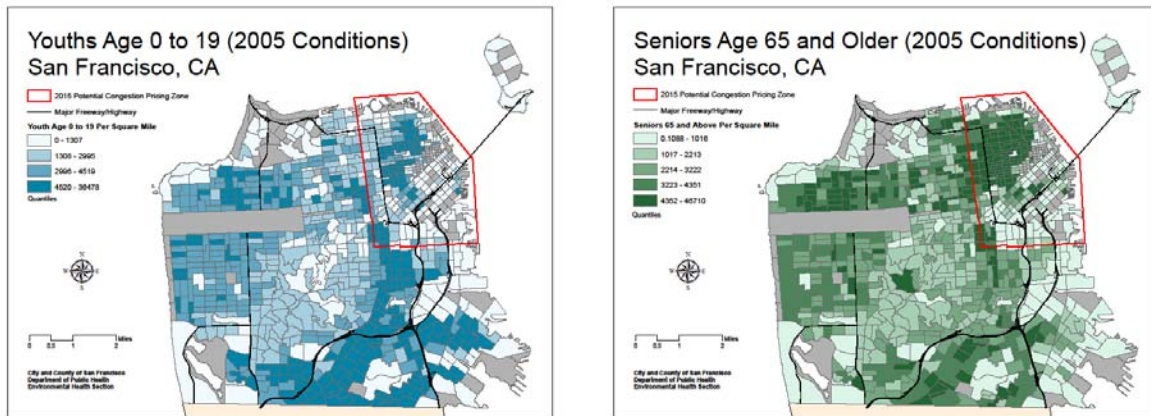 Youths Age 0 to 19 (2005 Conditions)
San Francisco, CA
2015 Potential Congestion Pricing Zone
Major Freeway/Highway
Youth Age 0 to 19 Per Square Mile
0 - 1307
1308 - 2995
2996 - 4519
4520 - 36478
Quantiles
N
W E
S
0 0.5 1 2
Miles
City and County of San Francisco
Department of Public Health
Environmental Health Section
Seniors Age 65 and Older (2005 Conditions)
San Francisco, CA
2015 Potential Congestion Pricing Zone
Major Freeway/Highway
Seniors 65 and Above Per Square Mile
0.1088 - 1016
1017 - 2213
2214 - 3222
3223 - 4351
4352 - 46710
Quantiles
N
W E
S
0 0.5 1 2
Miles
City and County of San Francisco
Department of Public Health
Environmental Health Section